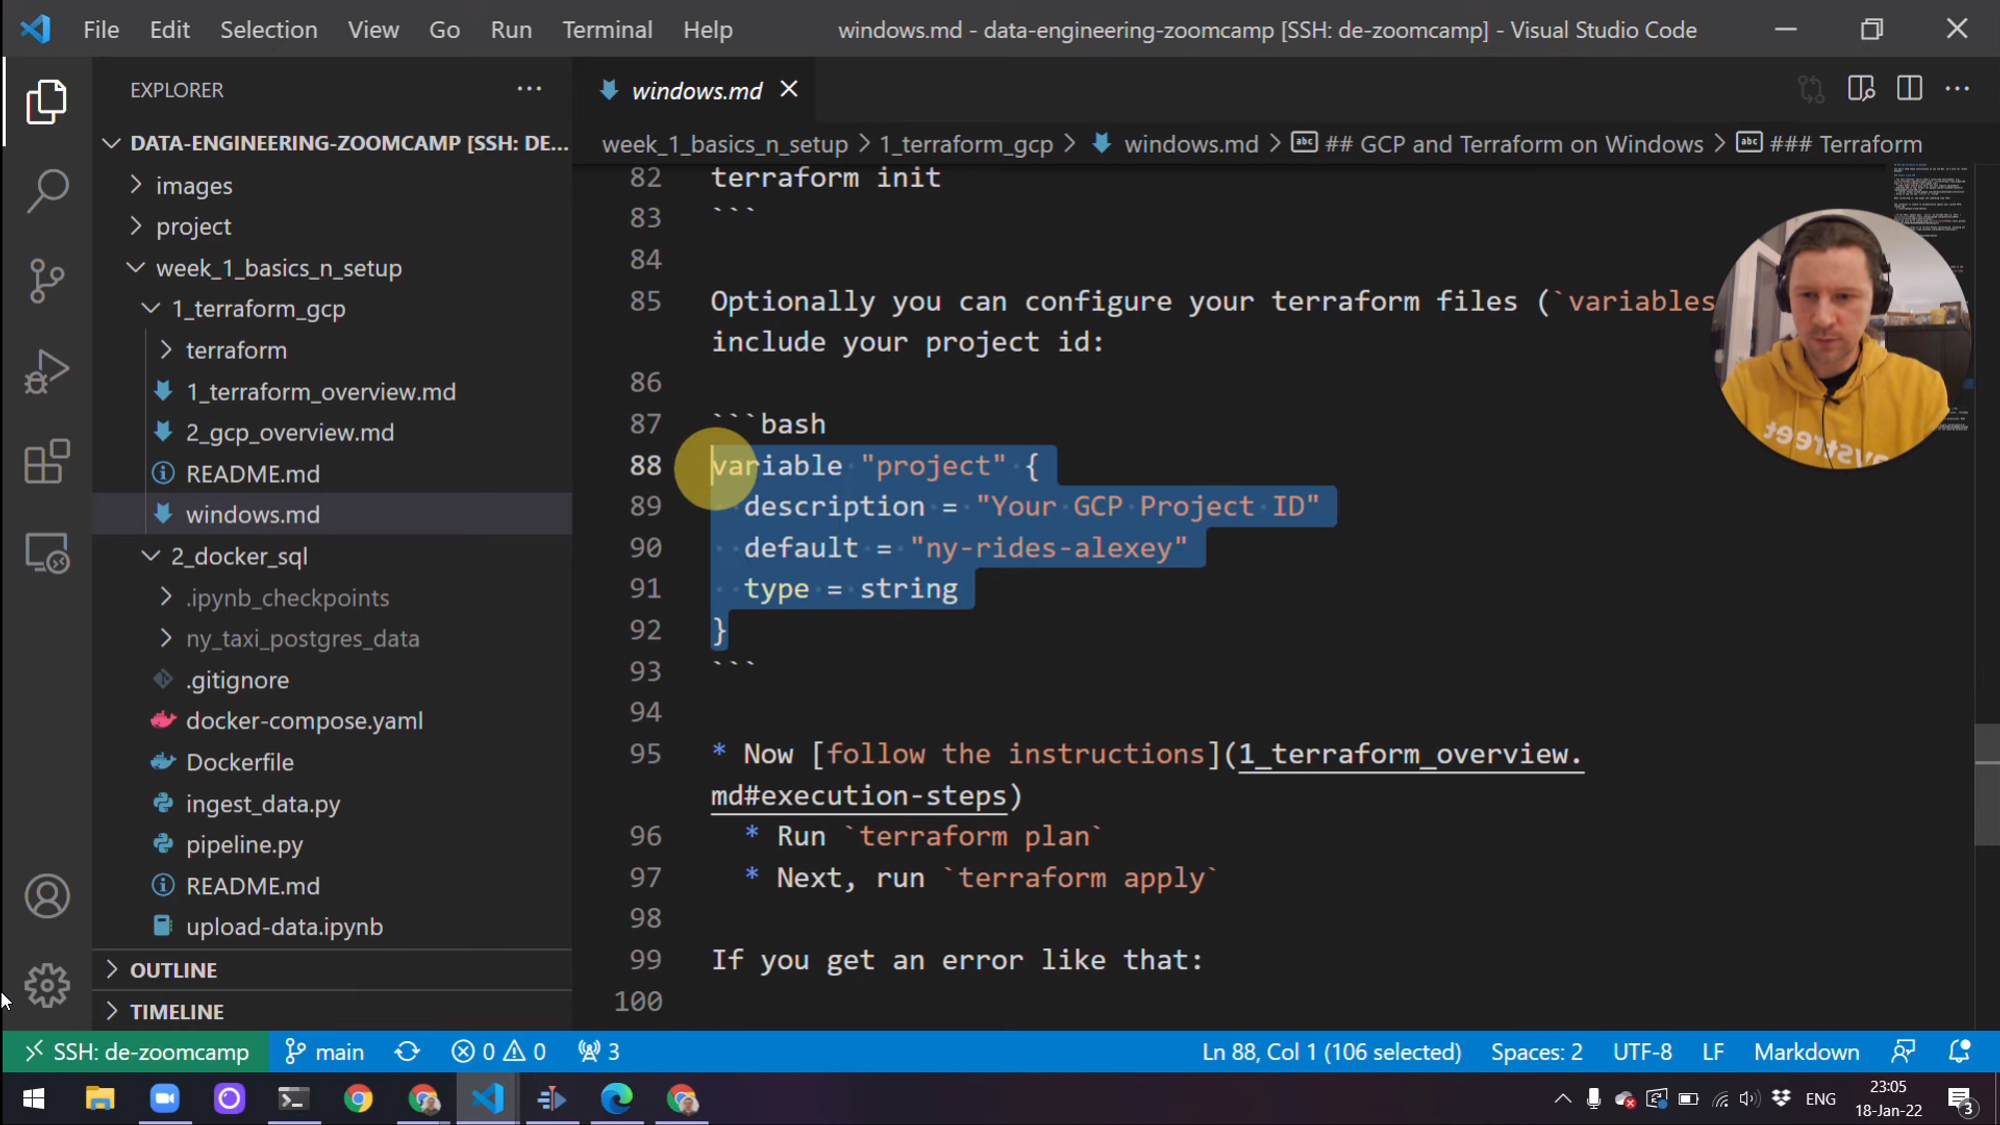 File Edit Selection View Go Run Terminal Help windows.md - data-engineering-zoomcamp [SSH: de-zoomcamp] - Visual Studio Code
EXPLORER
DATA-ENGINEERING-ZOOMCAMP [SSH: DE-...
images
project
week_1_basics_n_setup
1_terraform_gcp
terraform
1_terraform_overview.md
2_gcp_overview.md
README.md
windows.md
2_docker_sql
.ipynb_checkpoints
ny_taxi_postgres_data
.gitignore
docker-compose.yaml
Dockerfile
ingest_data.py
pipeline.py
README.md
upload-data.ipynb
OUTLINE
TIMELINE
windows.md
week_1_basics_n_setup > 1_terraform_gcp > windows.md > ## GCP and Terraform on Windows > ### Terraform
82 terraform init
83 ```
84
85 Optionally you can configure your terraform files (`variables
include your project id:
86
87 ```bash
88 variable "project" {
89 description = "Your GCP Project ID"
90 default = "ny-rides-alexey"
91 type = string
92 }
93 ```
94
95 * Now [follow the instructions](1_terraform_overview.
md#execution-steps)
96 * Run `terraform plan`
97 * Next, run `terraform apply`
98
99 If you get an error like that:
100
SSH: de-zoomcamp main 0 0 3 Ln 88, Col 1 (106 selected) Spaces: 2 UTF-8 LF Markdown
ENG 23:05
18-Jan-22 3